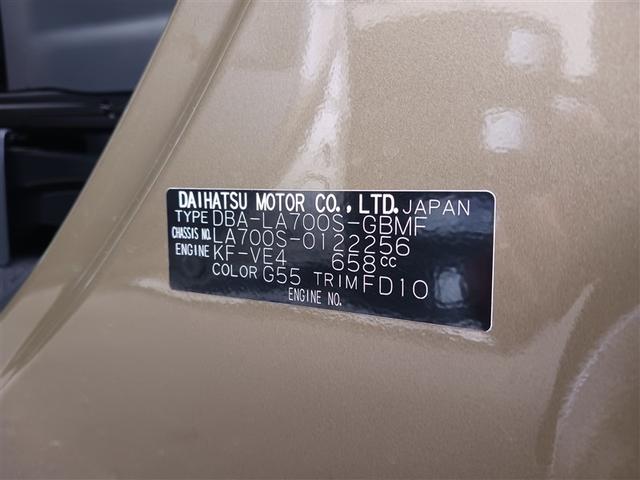 DAIHATSU MOTOR CO., LTD. JAPAN
TYPE DBA-LA700S-GBMF
CHASSIS NO. LA700S-0122256
ENGINE KF-VE4 658cc
COLOR G55 TRIM FD10
ENGINE NO.